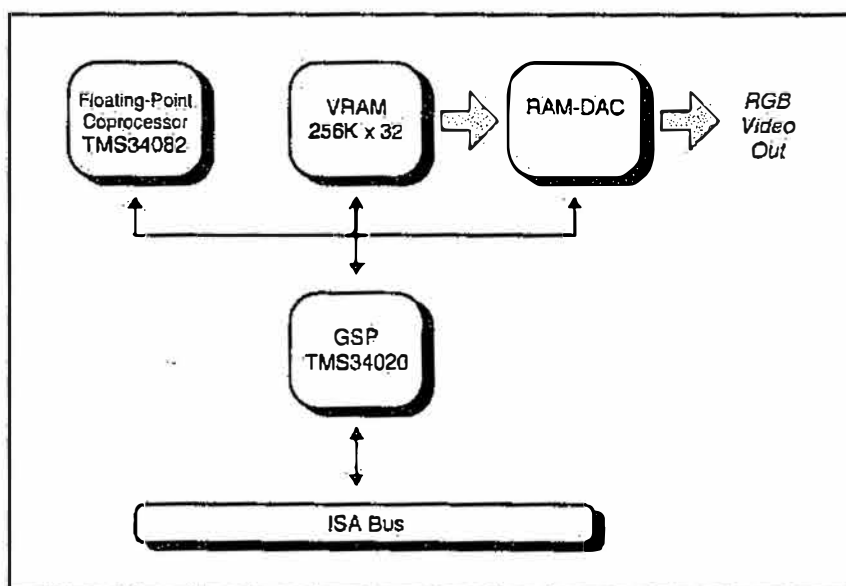 Floating-Point
Coprocessor
TMS34082
VRAM
256K x 32
RAM-DAC
RGB
Video
Out
GSP
TMS34020
ISA Bus